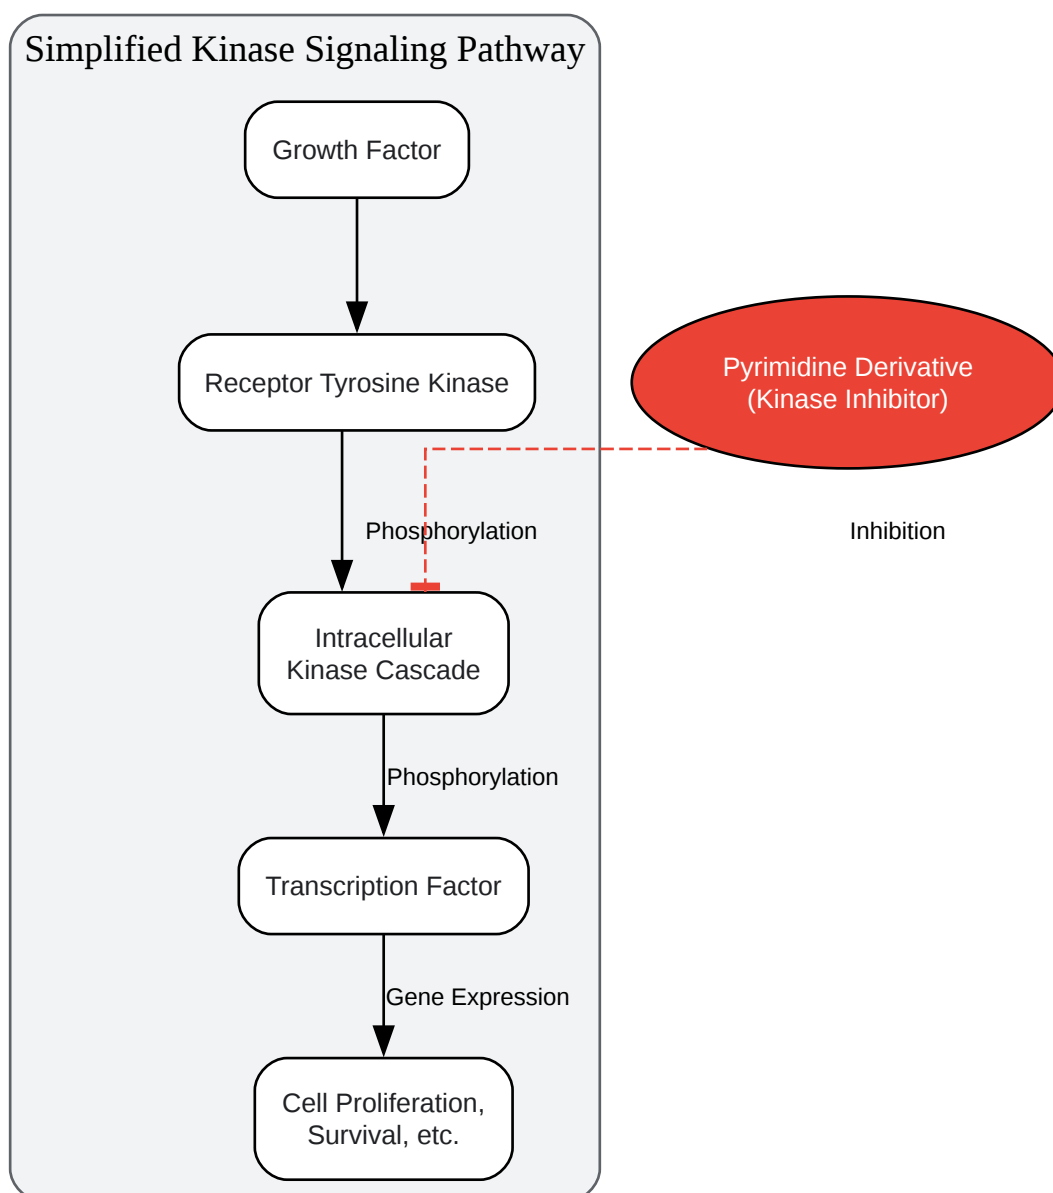 Simplified Kinase Signaling Pathway
Growth Factor
Receptor Tyrosine Kinase
Pyrimidine Derivative
(Kinase Inhibitor)
Phosphorylation
Inhibition
Intracellular
Kinase Cascade
Phosphorylation
Transcription Factor
Gene Expression
Cell Proliferation,
Survival, etc.